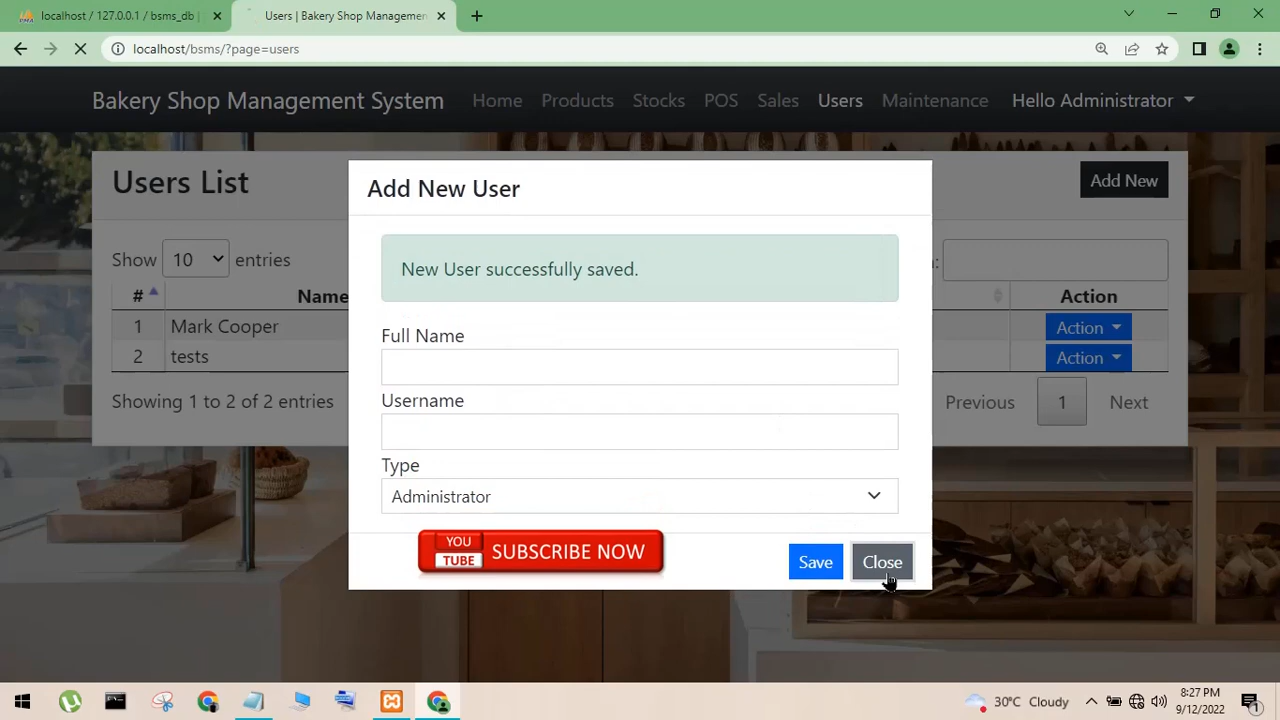 localhost / 127.0.0.1 / bsms_db |
Users | Bakery Shop Managemen
localhost/bsms/?page=users
Bakery Shop Management System
Home
Products
Stocks
POS
Sales
Users
Maintenance
Hello Administrator
Users List
Add New
Show 10 entries
:
# Name
Action
1 Mark Cooper
Action
2 tests
Action
Showing 1 to 2 of 2 entries
Previous 1 Next
Add New User
New User successfully saved.
Full Name
Username
Type
Administrator
YOU
TUBE
SUBSCRIBE NOW
Save
Close
30°C Cloudy
8:27 PM
9/12/2022
1